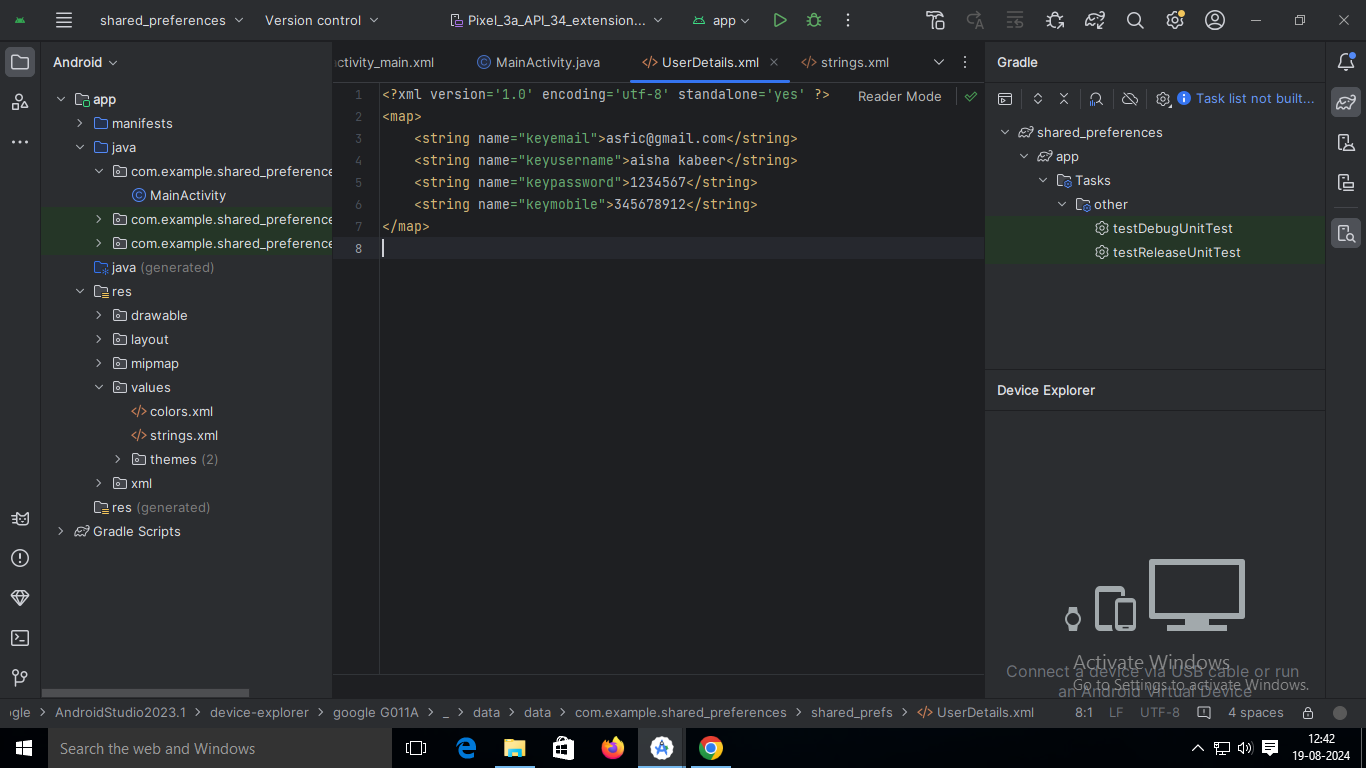 shared_preferences
Version control
Pixel_3a_API_34_extension...
app
Android
ctivity_main.xml
MainActivity.java
UserDetails.xml
strings.xml
Gradle
app
manifests
java
com.example.shared_preference
MainActivity
com.example.shared_preference
com.example.shared_preference
java (generated)
res
drawable
layout
mipmap
values
colors.xml
strings.xml
themes (2)
xml
res (generated)
Gradle Scripts
Reader Mode
1 <?xml version='1.0' encoding='utf-8' standalone='yes' ?>
2 <map>
3 <string name="keyemail">asfic@gmail.com</string>
4 <string name="keyusername">aisha kabeer</string>
5 <string name="keypassword">1234567</string>
6 <string name="keymobile">345678912</string>
7 </map>
8
Task list not built...
shared_preferences
app
Tasks
other
testDebugUnitTest
testReleaseUnitTest
Device Explorer
Connect a device via USB cable or run
an Android Virtual Device
Activate Windows
Go to Settings to activate Windows.
gle > AndroidStudio2023.1 > device-explorer > google G011A > _ > data > data > com.example.shared_preferences > shared_prefs > UserDetails.xml
8:1 LF UTF-8 4 spaces
Search the web and Windows
12:42
19-08-2024